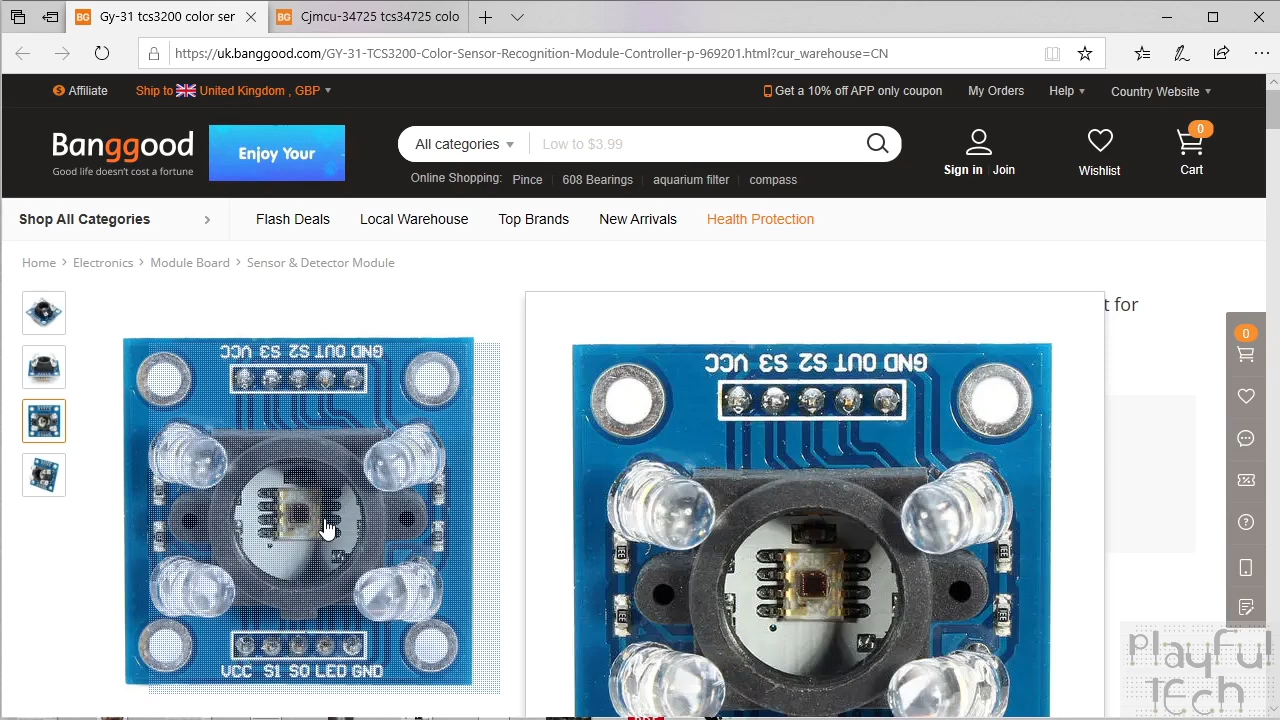 Gy-31 tcs3200 color ser
Cjmcu-34725 tcs34725 colo
https://uk.banggood.com/GY-31-TCS3200-Color-Sensor-Recognition-Module-Controller-p-969201.html?cur_warehouse=CN
Affiliate
Ship to United Kingdom , GBP
Get a 10% off APP only coupon
My Orders
Help
Country Website
Banggood
Good life doesn't cost a fortune
Enjoy Your
All categories
Low to $3.99
0
Sign in
Join
Wishlist
Cart
Online Shopping:
Pince
608 Bearings
aquarium filter
compass
Shop All Categories
Flash Deals
Local Warehouse
Top Brands
New Arrivals
Health Protection
Home > Electronics > Module Board > Sensor & Detector Module
t for
0
GND OUT S2 S3 VCC
GND OUT S2 S3 VCC
VCC S1 S0 LED GND
Playful
tech